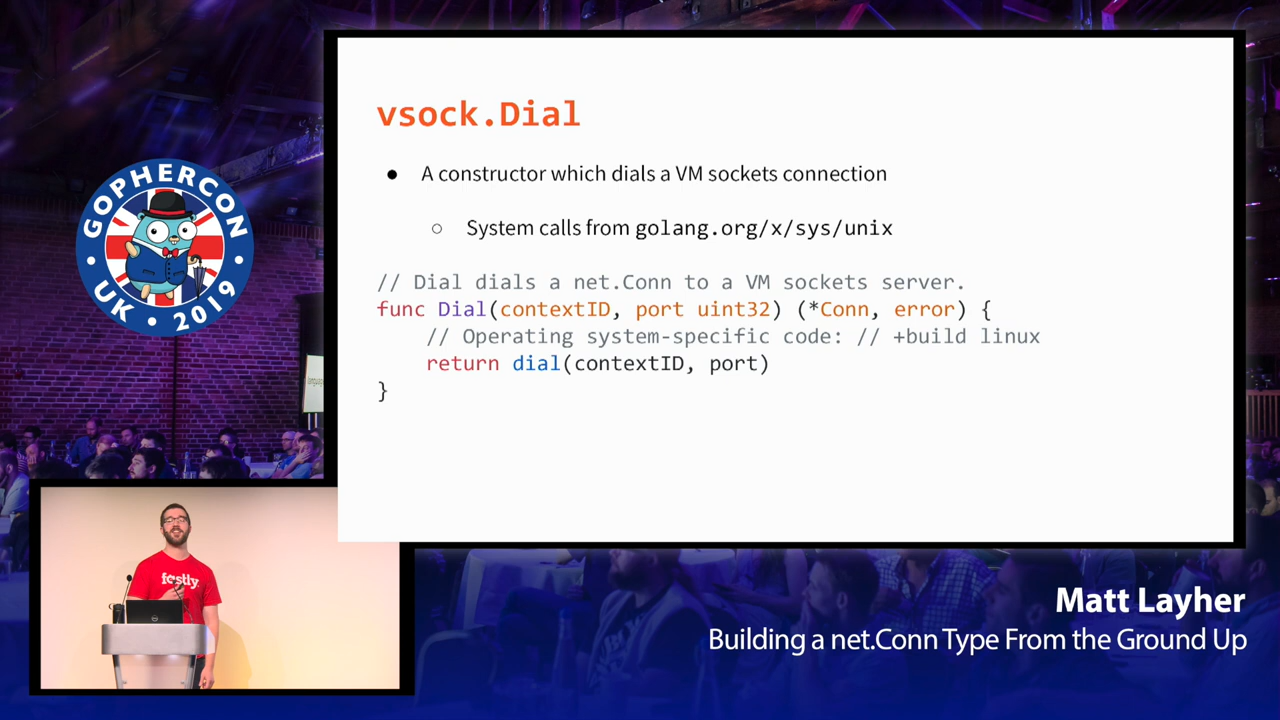 GOPHERCON
UK • 2019
vsock.Dial
● A constructor which dials a VM sockets connection
○ System calls from golang.org/x/sys/unix
// Dial dials a net.Conn to a VM sockets server.
func Dial(contextID, port uint32) (*Conn, error) {
// Operating system-specific code: // +build linux
return dial(contextID, port)
}
fastly.
Matt Layher
Building a net.Conn Type From the Ground Up